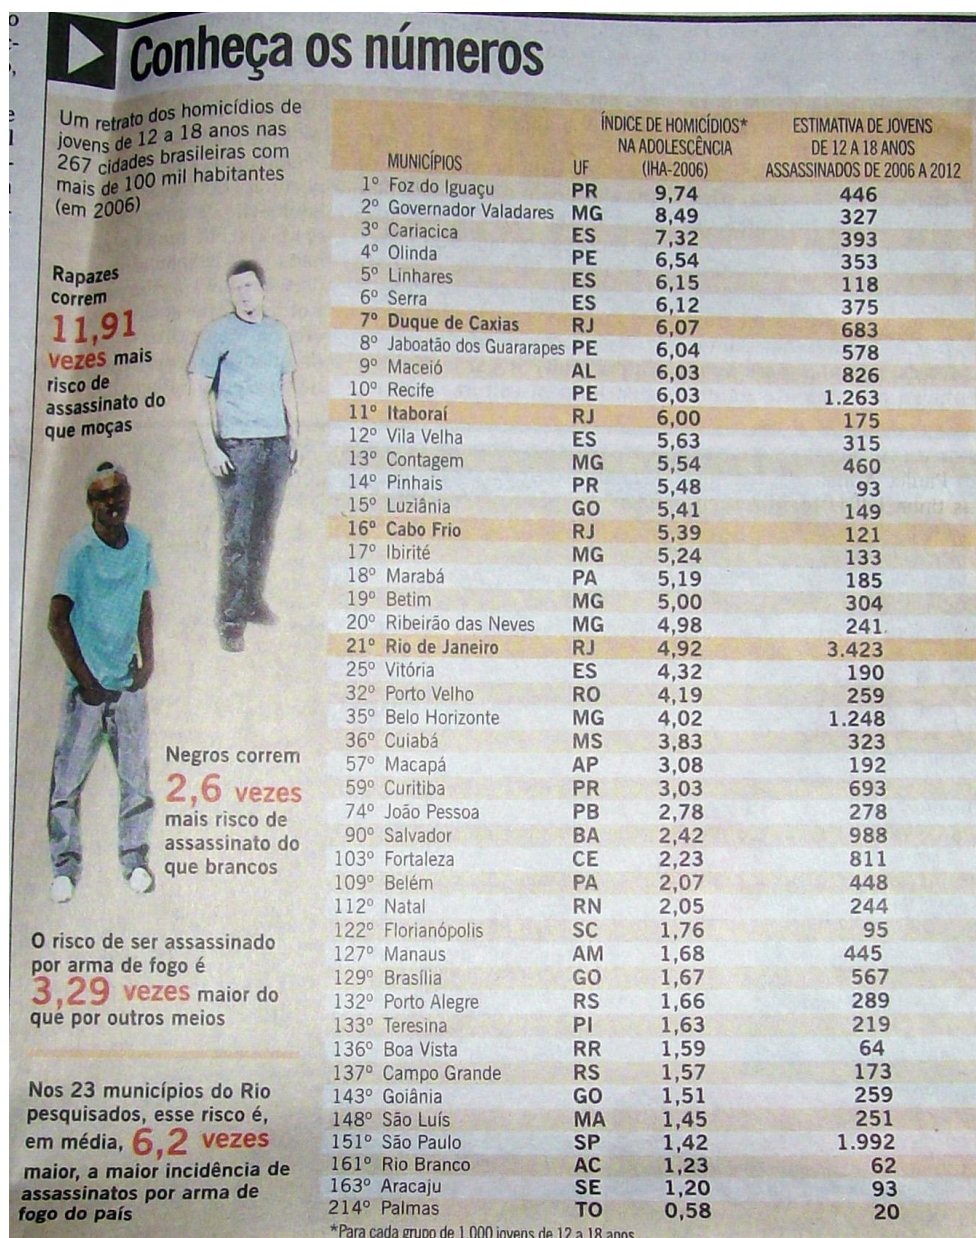 Conheça os números
Um retrato dos homicídios de
jovens de 12 a 18 anos nas
267 cidades brasileiras com
mais de 100 mil habitantes
(em 2006)
Rapazes
correm
11,91
vezes mais
risco de
assassinato do
que moças
Negros correm
2,6 vezes
mais risco de
assassinato do
que brancos
O risco de ser assassinado
por arma de fogo é
3,29 vezes maior do
que por outros meios
Nos 23 municípios do Rio
pesquisados, esse risco é,
em média, 6,2 vezes
maior, a maior incidência de
assassinatos por arma de
fogo do país
MUNICÍPIOS UF ÍNDICE DE HOMICÍDIOS* NA ADOLESCÊNCIA (IHA-2006) ESTIMATIVA DE JOVENS DE 12 A 18 ANOS ASSASSINADOS DE 2006 A 2012
1º Foz do Iguaçu PR 9,74 446
2º Governador Valadares MG 8,49 327
3º Cariacica ES 7,32 393
4º Olinda PE 6,54 353
5º Linhares ES 6,15 118
6º Serra ES 6,12 375
7º Duque de Caxias RJ 6,07 683
8º Jaboatão dos Guararapes PE 6,04 578
9º Maceió AL 6,03 826
10º Recife PE 6,03 1.263
11º Itaboraí RJ 6,00 175
12º Vila Velha ES 5,63 315
13º Contagem MG 5,54 460
14º Pinhais PR 5,48 93
15º Luziânia GO 5,41 149
16º Cabo Frio RJ 5,39 121
17º Ibirité MG 5,24 133
18º Marabá PA 5,19 185
19º Betim MG 5,00 304
20º Ribeirão das Neves MG 4,98 241
21º Rio de Janeiro RJ 4,92 3.423
25º Vitória ES 4,32 190
32º Porto Velho RO 4,19 259
35º Belo Horizonte MG 4,02 1.248
36º Cuiabá MS 3,83 323
57º Macapá AP 3,08 192
59º Curitiba PR 3,03 693
74º João Pessoa PB 2,78 278
90º Salvador BA 2,42 988
103º Fortaleza CE 2,23 811
109º Belém PA 2,07 448
112º Natal RN 2,05 244
122º Florianópolis SC 1,76 95
127º Manaus AM 1,68 445
129º Brasília GO 1,67 567
132º Porto Alegre RS 1,66 289
133º Teresina PI 1,63 219
136º Boa Vista RR 1,59 64
137º Campo Grande RS 1,57 173
143º Goiânia GO 1,51 259
148º São Luís MA 1,45 251
151º São Paulo SP 1,42 1.992
161º Rio Branco AC 1,23 62
163º Aracaju SE 1,20 93
214º Palmas TO 0,58 20
*Para cada grupo de 1.000 jovens de 12 a 18 anos